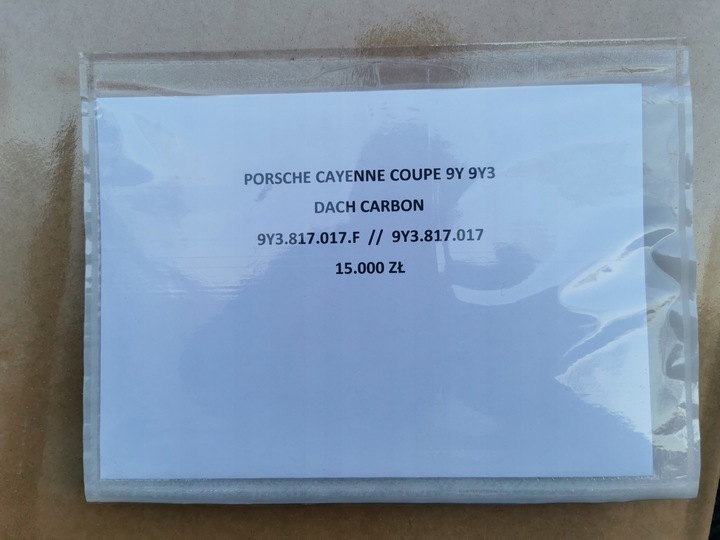 PORSCHE CAYENNE COUPE 9Y 9Y3
DACH CARBON
9Y3.817.017.F // 9Y3.817.017
15.000 ZŁ